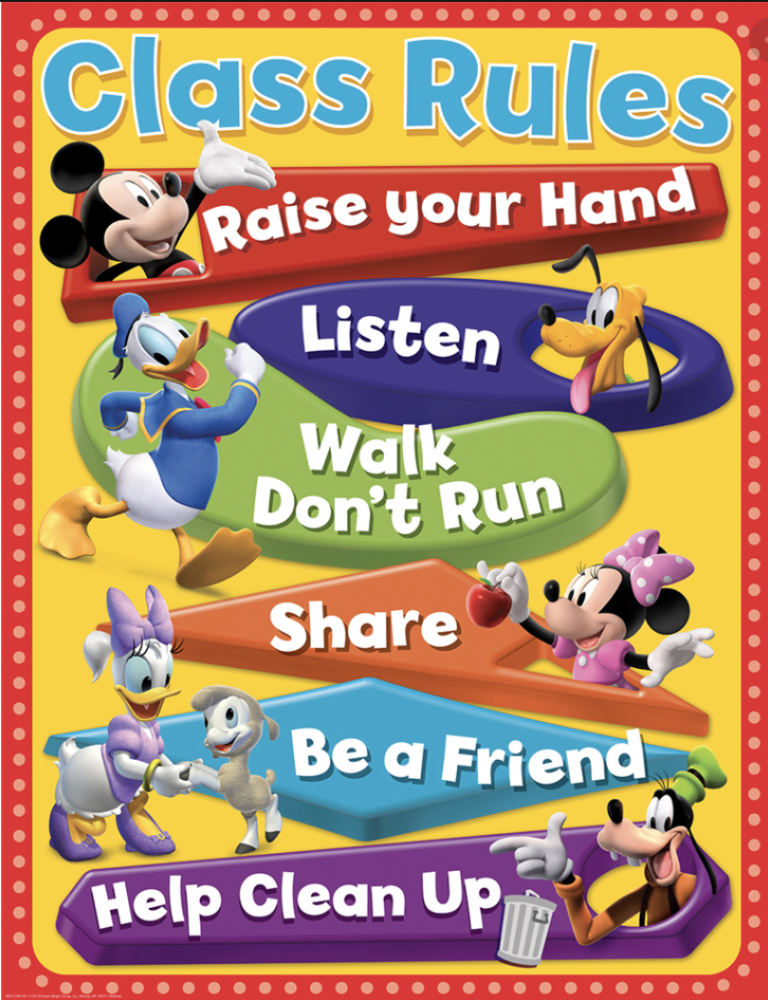 Class Rules
Raise your Hand
Listen
Walk
Don't Run
Share
Be a Friend
Help Clean Up